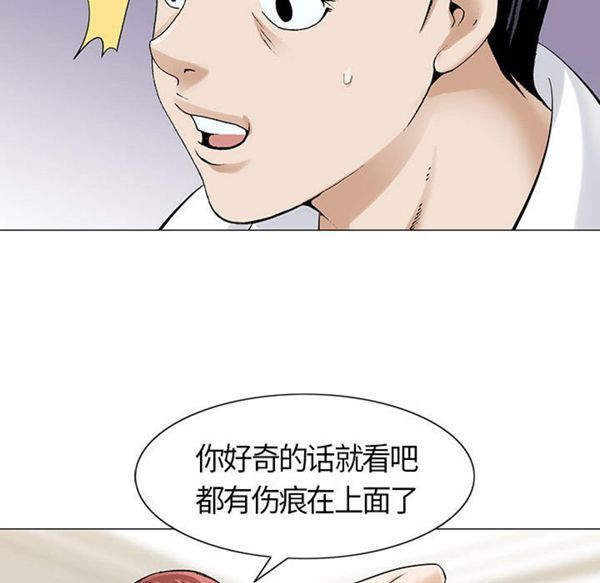 你好奇的话就看吧
都有伤痕在上面了